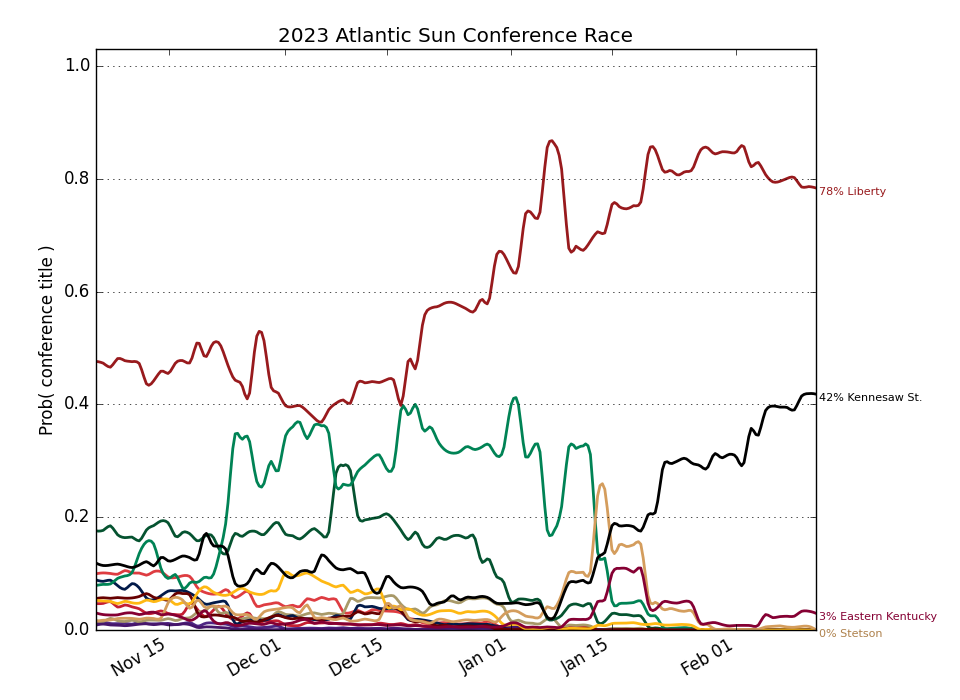 2023 Atlantic Sun Conference Race
Prob( conference title )
1.0
0.8
0.6
0.4
0.2
0.0
78% Liberty
42% Kennesaw St.
3% Eastern Kentucky
0% Stetson
Nov 15
Dec 01
Dec 15
Jan 01
Jan 15
Feb 01